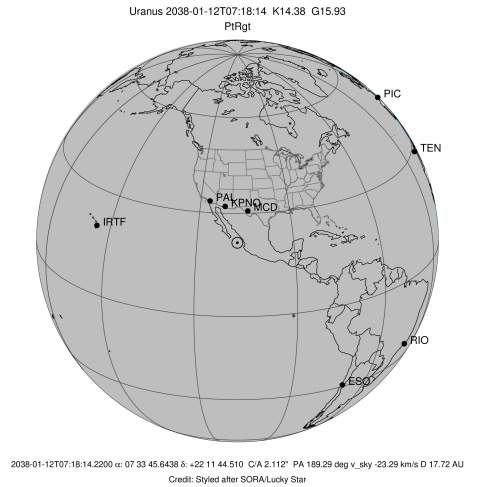 Uranus 2038-01-12T07:18:14 K14.38 G15.93
PtRgt
PIC
TEN
PAL KPNO MCD
IRTF
RIO
ESO
2038-01-12T07:18:14.2200 α: 07 33 45.6438 δ: +22 11 44.510 C/A 2.112" PA 189.29 deg v_sky -23.29 km/s D 17.72 AU
Credit: Styled after SORA/Lucky Star